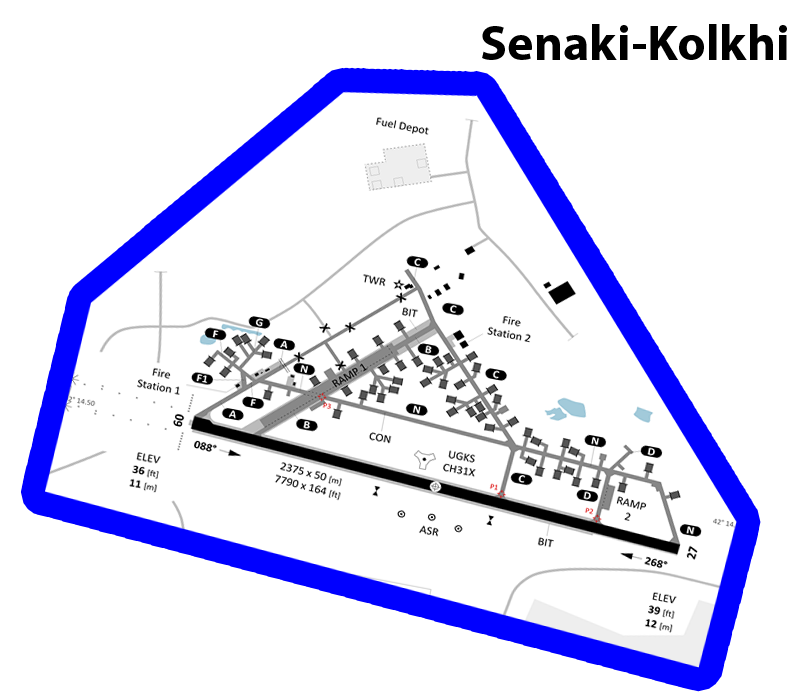 Senaki-Kolkhi
Fuel Depot
C
TWR
BIT
C
G
F
A
Fire
Station 2
B
N
RAMP 1
F1
Fire
Station 1
C
2° 14.50
F
P3
A
B
N
09
CON
088°
UGKS
CH31X
N
D
ELEV
36 [ft]
11 [m]
2375 x 50 [m]
7790 x 164 [ft]
P1
C
D
RAMP
2
P2
ASR
BIT
N
42° 14.
27
268°
ELEV
39 [ft]
12 [m]